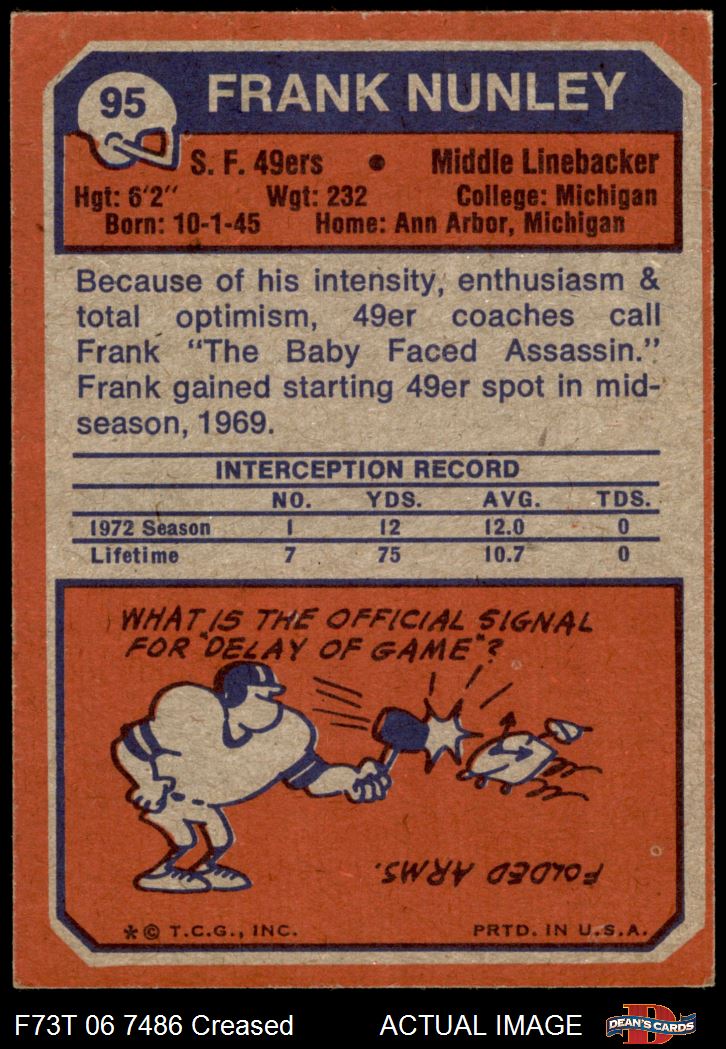 95
FRANK NUNLEY
S. F. 49ers • Middle Linebacker
Hgt: 6'2" Wgt: 232 College: Michigan
Born: 10-1-45 Home: Ann Arbor, Michigan
Because of his intensity, enthusiasm &
total optimism, 49er coaches call
Frank "The Baby Faced Assassin."
Frank gained starting 49er spot in mid-
season, 1969.
INTERCEPTION RECORD
NO. YDS. AVG. TDS.
1972 Season 1 12 12.0 0
Lifetime 7 75 10.7 0
WHAT IS THE OFFICIAL SIGNAL
FOR "DELAY OF GAME"?
FOLDED ARMS.
*© T.C.G., INC. PRTD. IN U.S.A.
F73T 06 7486 Creased ACTUAL IMAGE
D
DEAN'S CARDS